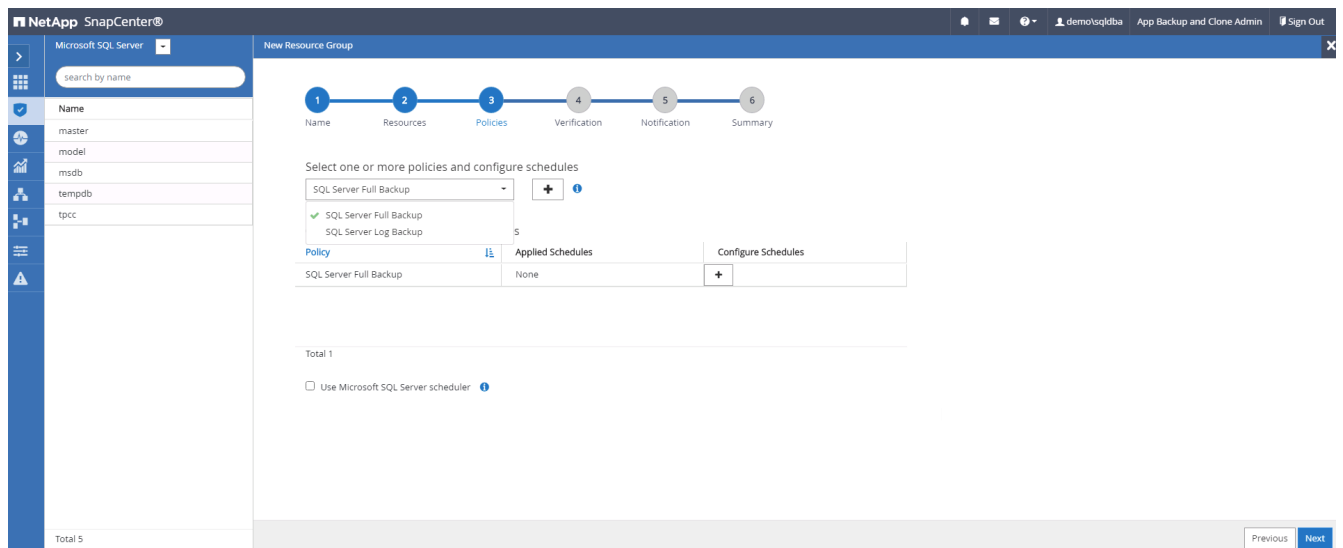 NetApp SnapCenter®
demo\sqldba App Backup and Clone Admin Sign Out
Microsoft SQL Server
search by name
Name
master
model
msdb
tempdb
tpcc
Total 5
New Resource Group
1 2 3 4 5 6
Name Resources Policies Verification Notification Summary
Select one or more policies and configure schedules
SQL Server Full Backup
SQL Server Full Backup
SQL Server Log Backup
s
Policy Applied Schedules Configure Schedules
SQL Server Full Backup None +
Total 1
Use Microsoft SQL Server scheduler
Previous Next